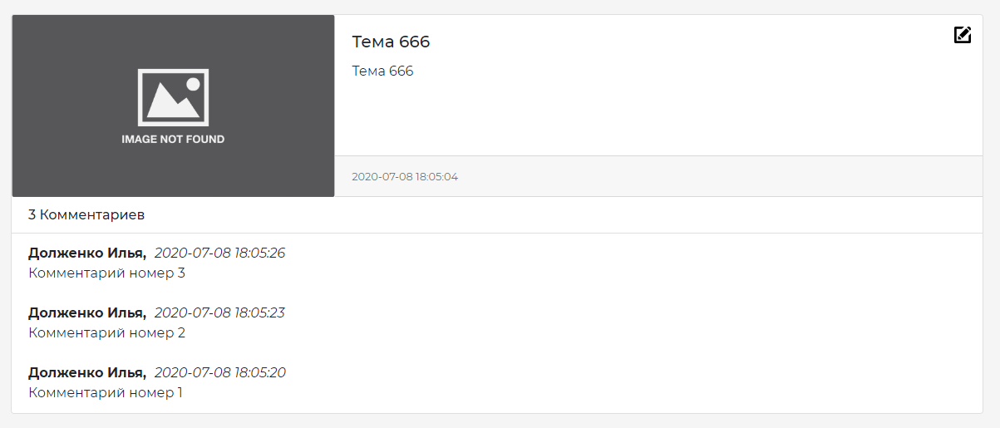 IMAGE NOT FOUND
Тема 666
Тема 666
2020-07-08 18:05:04
3 Комментариев
Долженко Илья, 2020-07-08 18:05:26
Комментарий номер 3
Долженко Илья, 2020-07-08 18:05:23
Комментарий номер 2
Долженко Илья, 2020-07-08 18:05:20
Комментарий номер 1